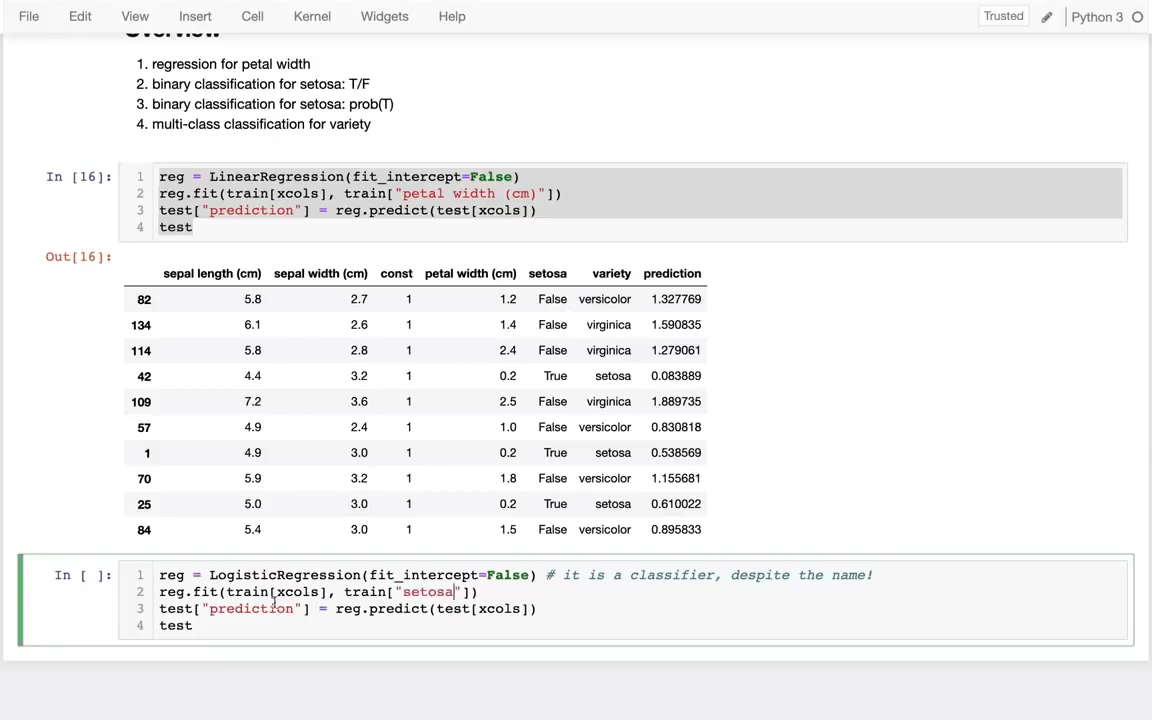 File Edit View Insert Cell Kernel Widgets Help Trusted Python 3
Overview
1. regression for petal width
2. binary classification for setosa: T/F
3. binary classification for setosa: prob(T)
4. multi-class classification for variety
In [16]: 1 reg = LinearRegression(fit_intercept=False)
2 reg.fit(train[xcols], train["petal width (cm)"])
3 test["prediction"] = reg.predict(test[xcols])
4 test
Out[16]:
sepal length (cm) sepal width (cm) const petal width (cm) setosa variety prediction
82 5.8 2.7 1 1.2 False versicolor 1.327769
134 6.1 2.6 1 1.4 False virginica 1.590835
114 5.8 2.8 1 2.4 False virginica 1.279061
42 4.4 3.2 1 0.2 True setosa 0.083889
109 7.2 3.6 1 2.5 False virginica 1.889735
57 4.9 2.4 1 1.0 False versicolor 0.830818
1 4.9 3.0 1 0.2 True setosa 0.538569
70 5.9 3.2 1 1.8 False versicolor 1.155681
25 5.0 3.0 1 0.2 True setosa 0.610022
84 5.4 3.0 1 1.5 False versicolor 0.895833
In [ ]: 1 reg = LogisticRegression(fit_intercept=False) # it is a classifier, despite the name!
2 reg.fit(train[xcols], train["setosa"])
3 test["prediction"] = reg.predict(test[xcols])
4 test